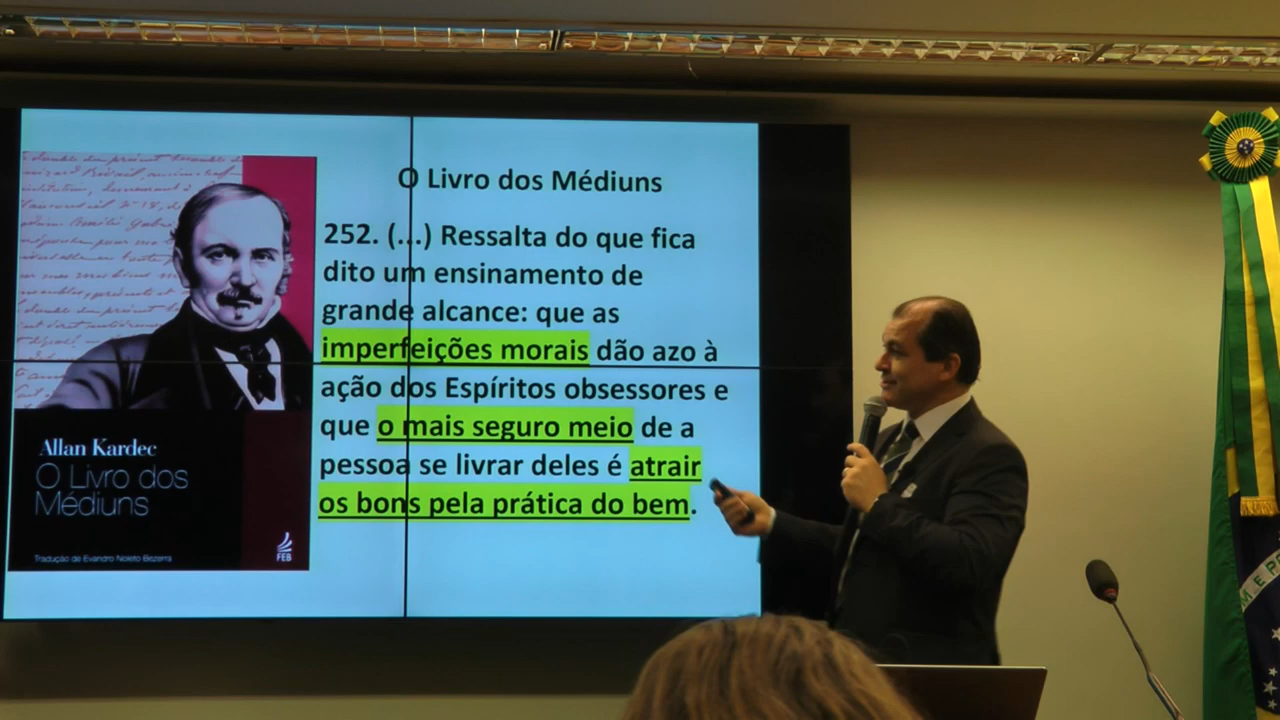 O Livro dos Médiuns
252. (...) Ressalta do que fica
dito um ensinamento de
grande alcance: que as
imperfeições morais dão azo à
ação dos Espíritos obsessores e
que o mais seguro meio de a
pessoa se livrar deles é atrair
os bons pela prática do bem.
Allan Kardec
O Livro dos
Médiuns
Tradução de Evandro Noleto Bezerra
FEB
M E P